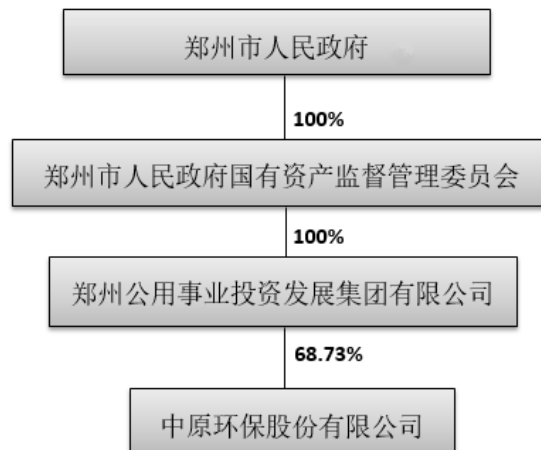 郑州市人民政府
100%
郑州市人民政府国有资产监督管理委员会
100%
郑州公用事业投资发展集团有限公司
68.73%
中原环保股份有限公司